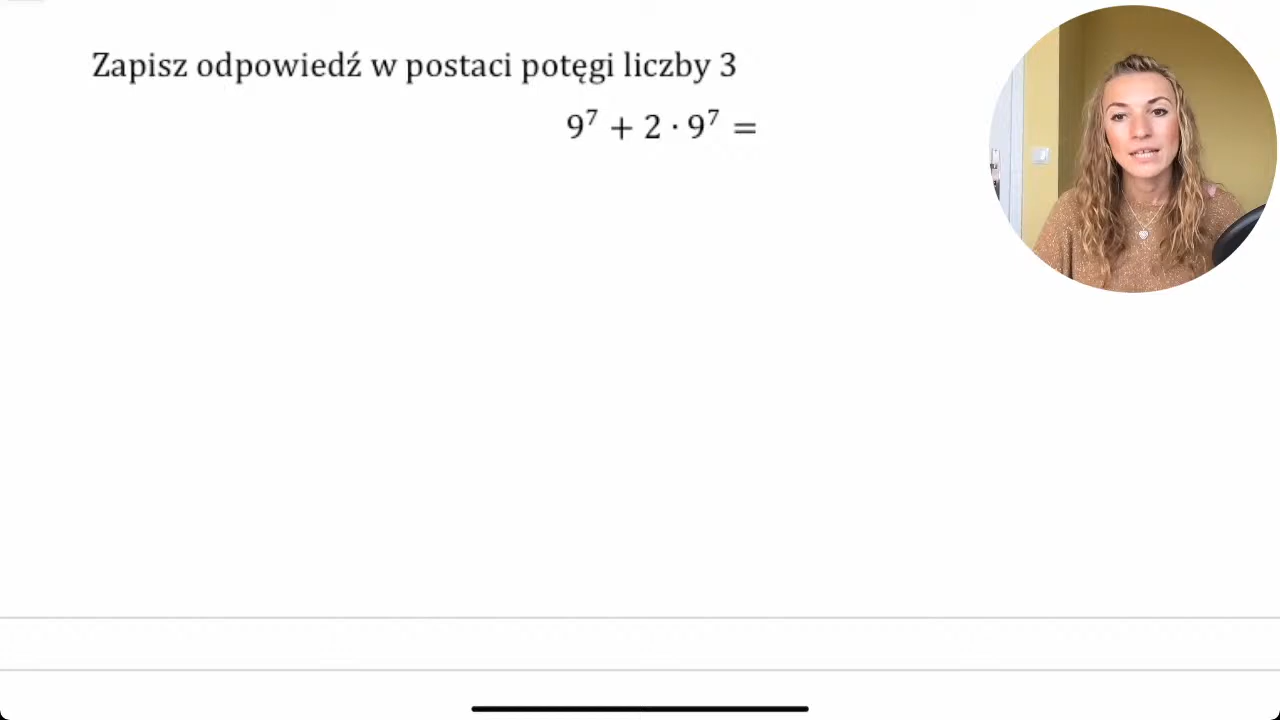 Zapisz odpowiedź w postaci potęgi liczby 3
9⁷ + 2 · 9⁷ =